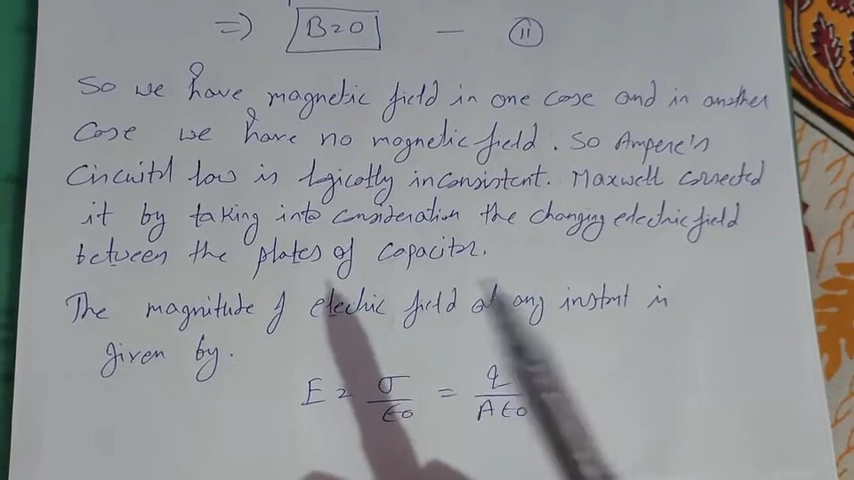 => B=0 — (11)
So we have magnetic field in one case and in another
Case we have no magnetic field. So Ampere's
Circuital law is logically inconsistent. Maxwell corrected
it by taking into consideration the changing electric field
between the plates of capacitor.
The magnitude of electric field at any instant is
given by.
E = σ/ε0 = q/Aε0